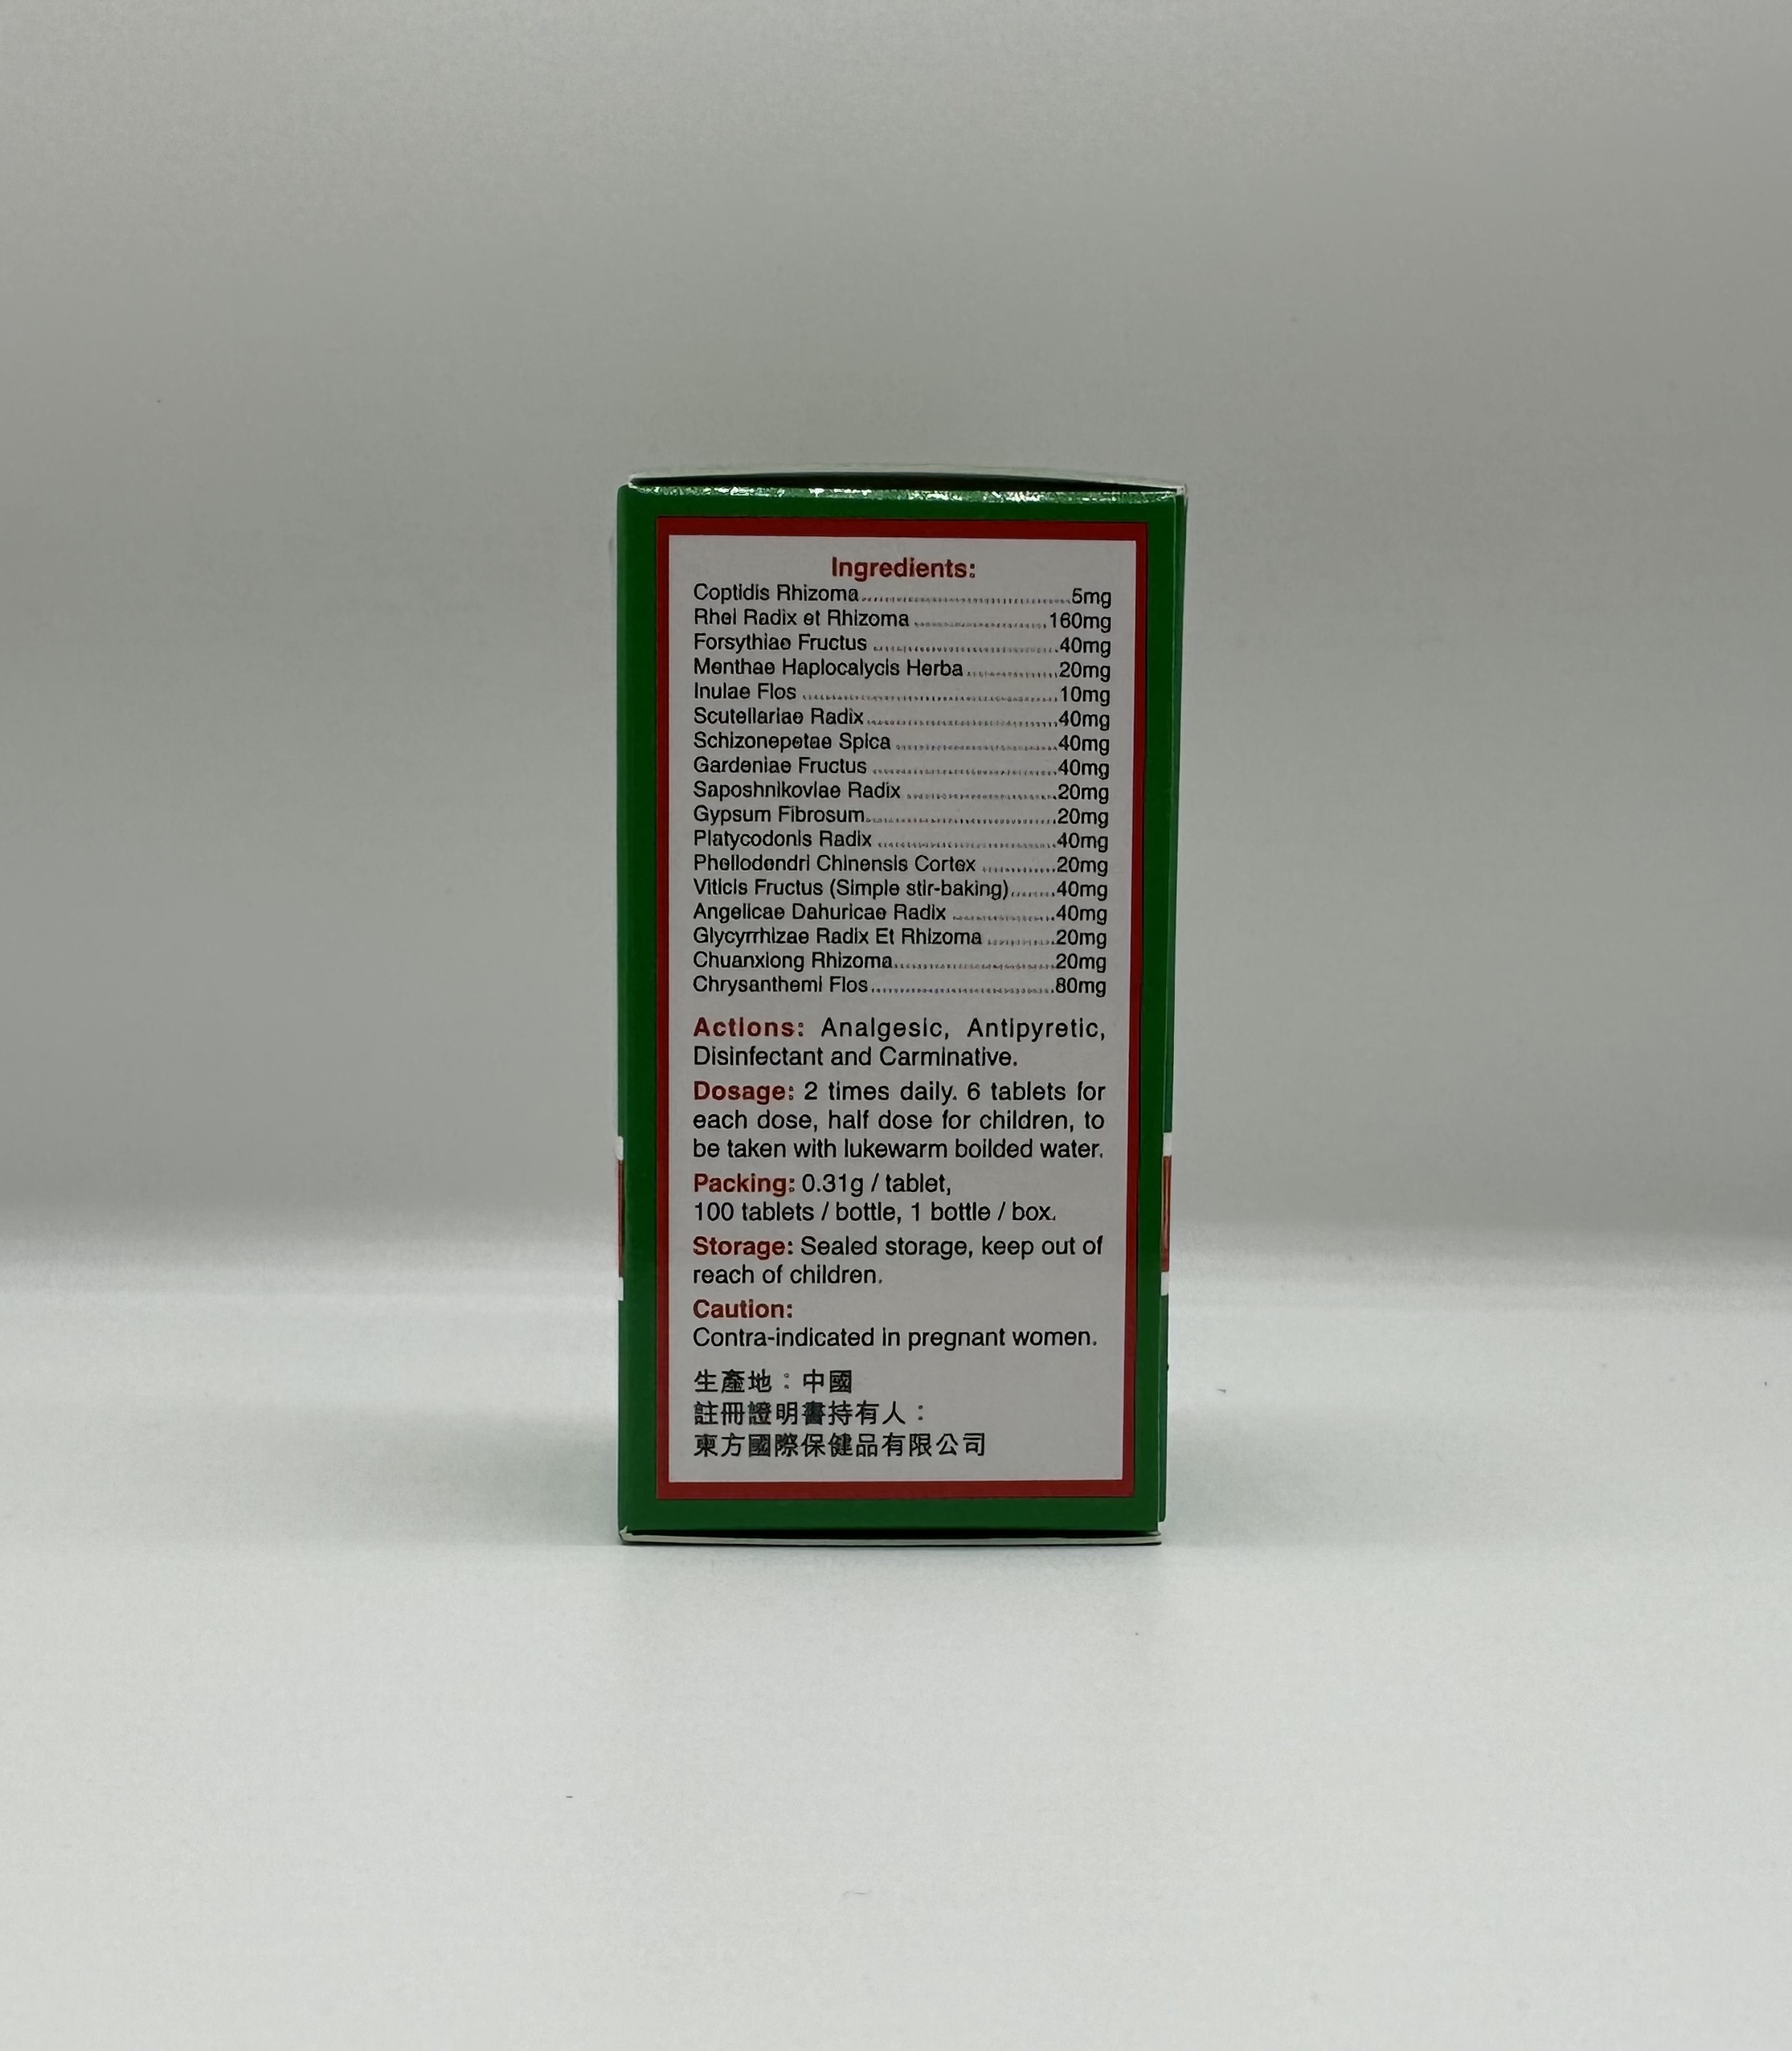 Ingredients:
Coptidis Rhizoma........................................5mg
Rhei Radix et Rhizoma ..........................160mg
Forsythiae Fructus ...................................40mg
Menthae Haplocalycis Herba..................20mg
Inulae Flos ................................................10mg
Scutellariae Radix.....................................40mg
Schizonepetae Spica ...............................40mg
Gardeniae Fructus ...................................40mg
Saposhnikoviae Radix .............................20mg
Gypsum Fibrosum.....................................20mg
Platycodonis Radix ..................................40mg
Phellodendri Chinensis Cortex ..............20mg
Viticis Fructus (Simple stir-baking)........40mg
Angelicae Dahuricae Radix ....................40mg
Glycyrrhizae Radix Et Rhizoma .............20mg
Chuanxiong Rhizoma...............................20mg
Chrysanthemi Flos...................................80mg
Actions: Analgesic, Antipyretic,
Disinfectant and Carminative.
Dosage: 2 times daily. 6 tablets for
each dose, half dose for children, to
be taken with lukewarm boilded water.
Packing: 0.31g / tablet,
100 tablets / bottle, 1 bottle / box.
Storage: Sealed storage, keep out of
reach of children.
Caution:
Contra-indicated in pregnant women.
生產地：中國
註冊證明書持有人：
東方國際保健品有限公司